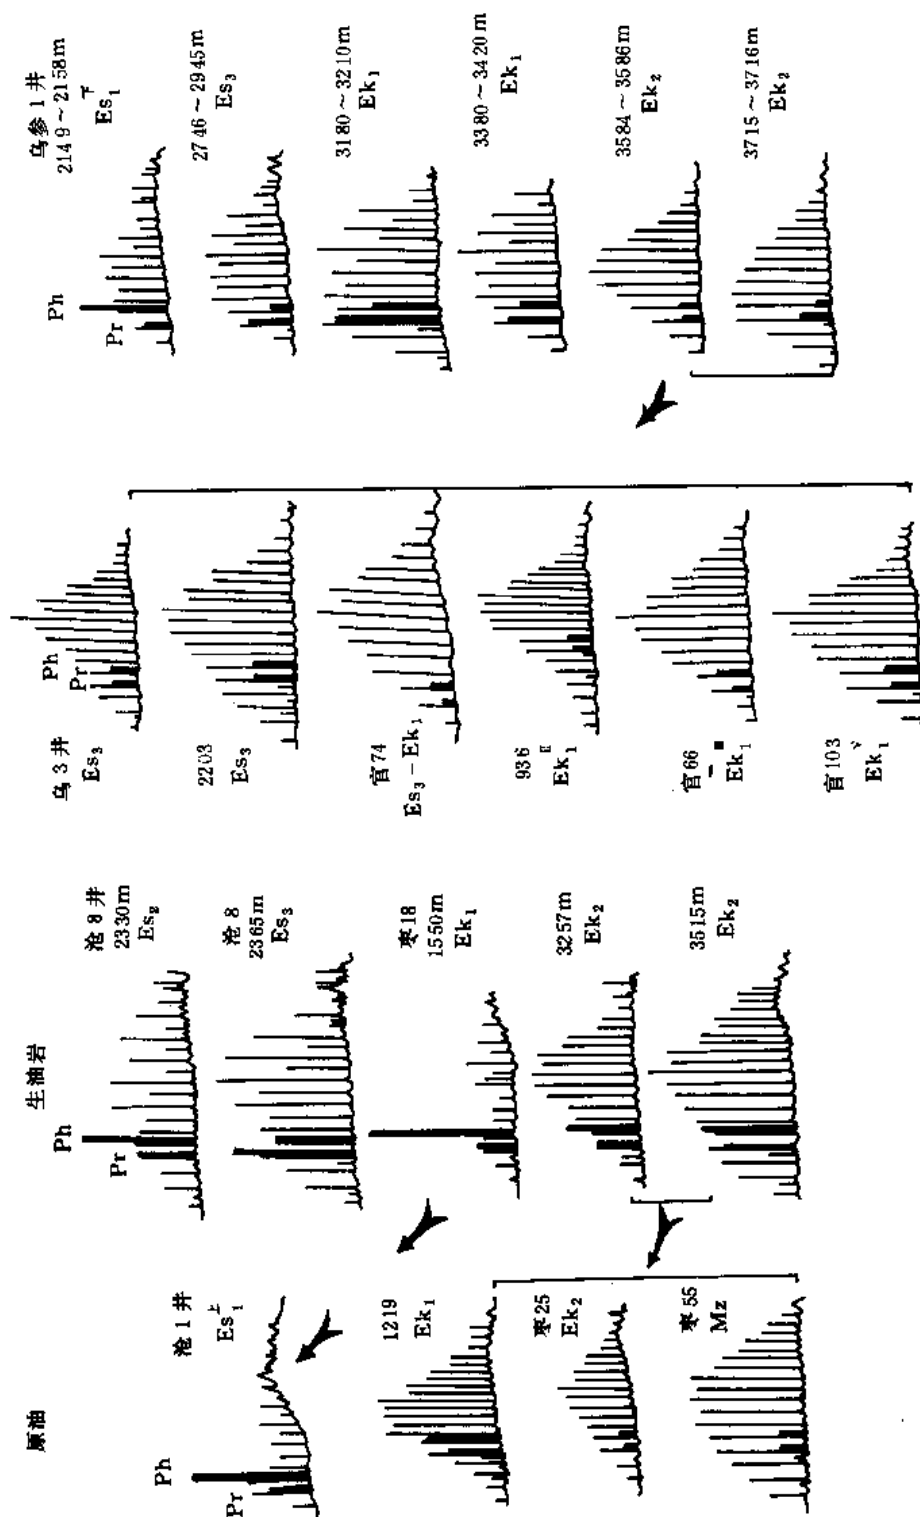 原油
Ph
Pr
沧1井
Es₁上
1219
Ek₁
枣25
Ek₂
枣55
Mz
生油岩
Ph
Pr
沧8井
2330m
Es₂
沧8
2365m
Es₃
枣18
1550m
Ek₁
3257m
Ek₂
3515m
Ek₂
Ph
Pr
乌3井
Es₃
2203
Es₃
官74
Es₃-Ek₁
936
Ek₁
官66
Ek₁
官103
Ek₁
Ph
Pr
乌参1井
2149~2158m
Es₁下
2746~2945m
Es₃
3180~3210m
Ek₁
3380~3420m
Ek₁
3584~3586m
Ek₂
3715~3716m
Ek₂